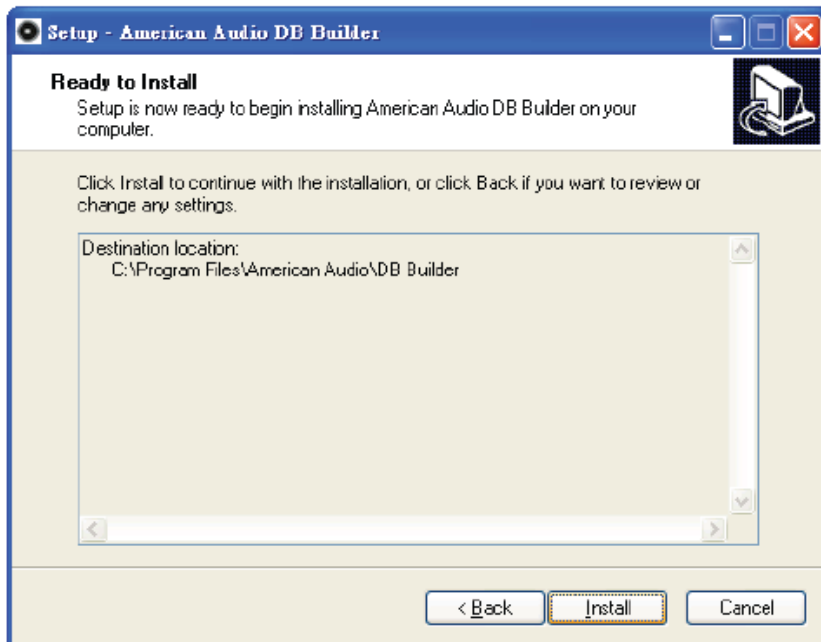 Setup - American Audio DB Builder
Ready to Install
Setup is now ready to begin installing American Audio DB Builder on your
computer.
Click Install to continue with the installation, or click Back if you want to review or
change any settings.
Destination location:
C:\Program Files\American Audio\DB Builder
< Back
Install
Cancel